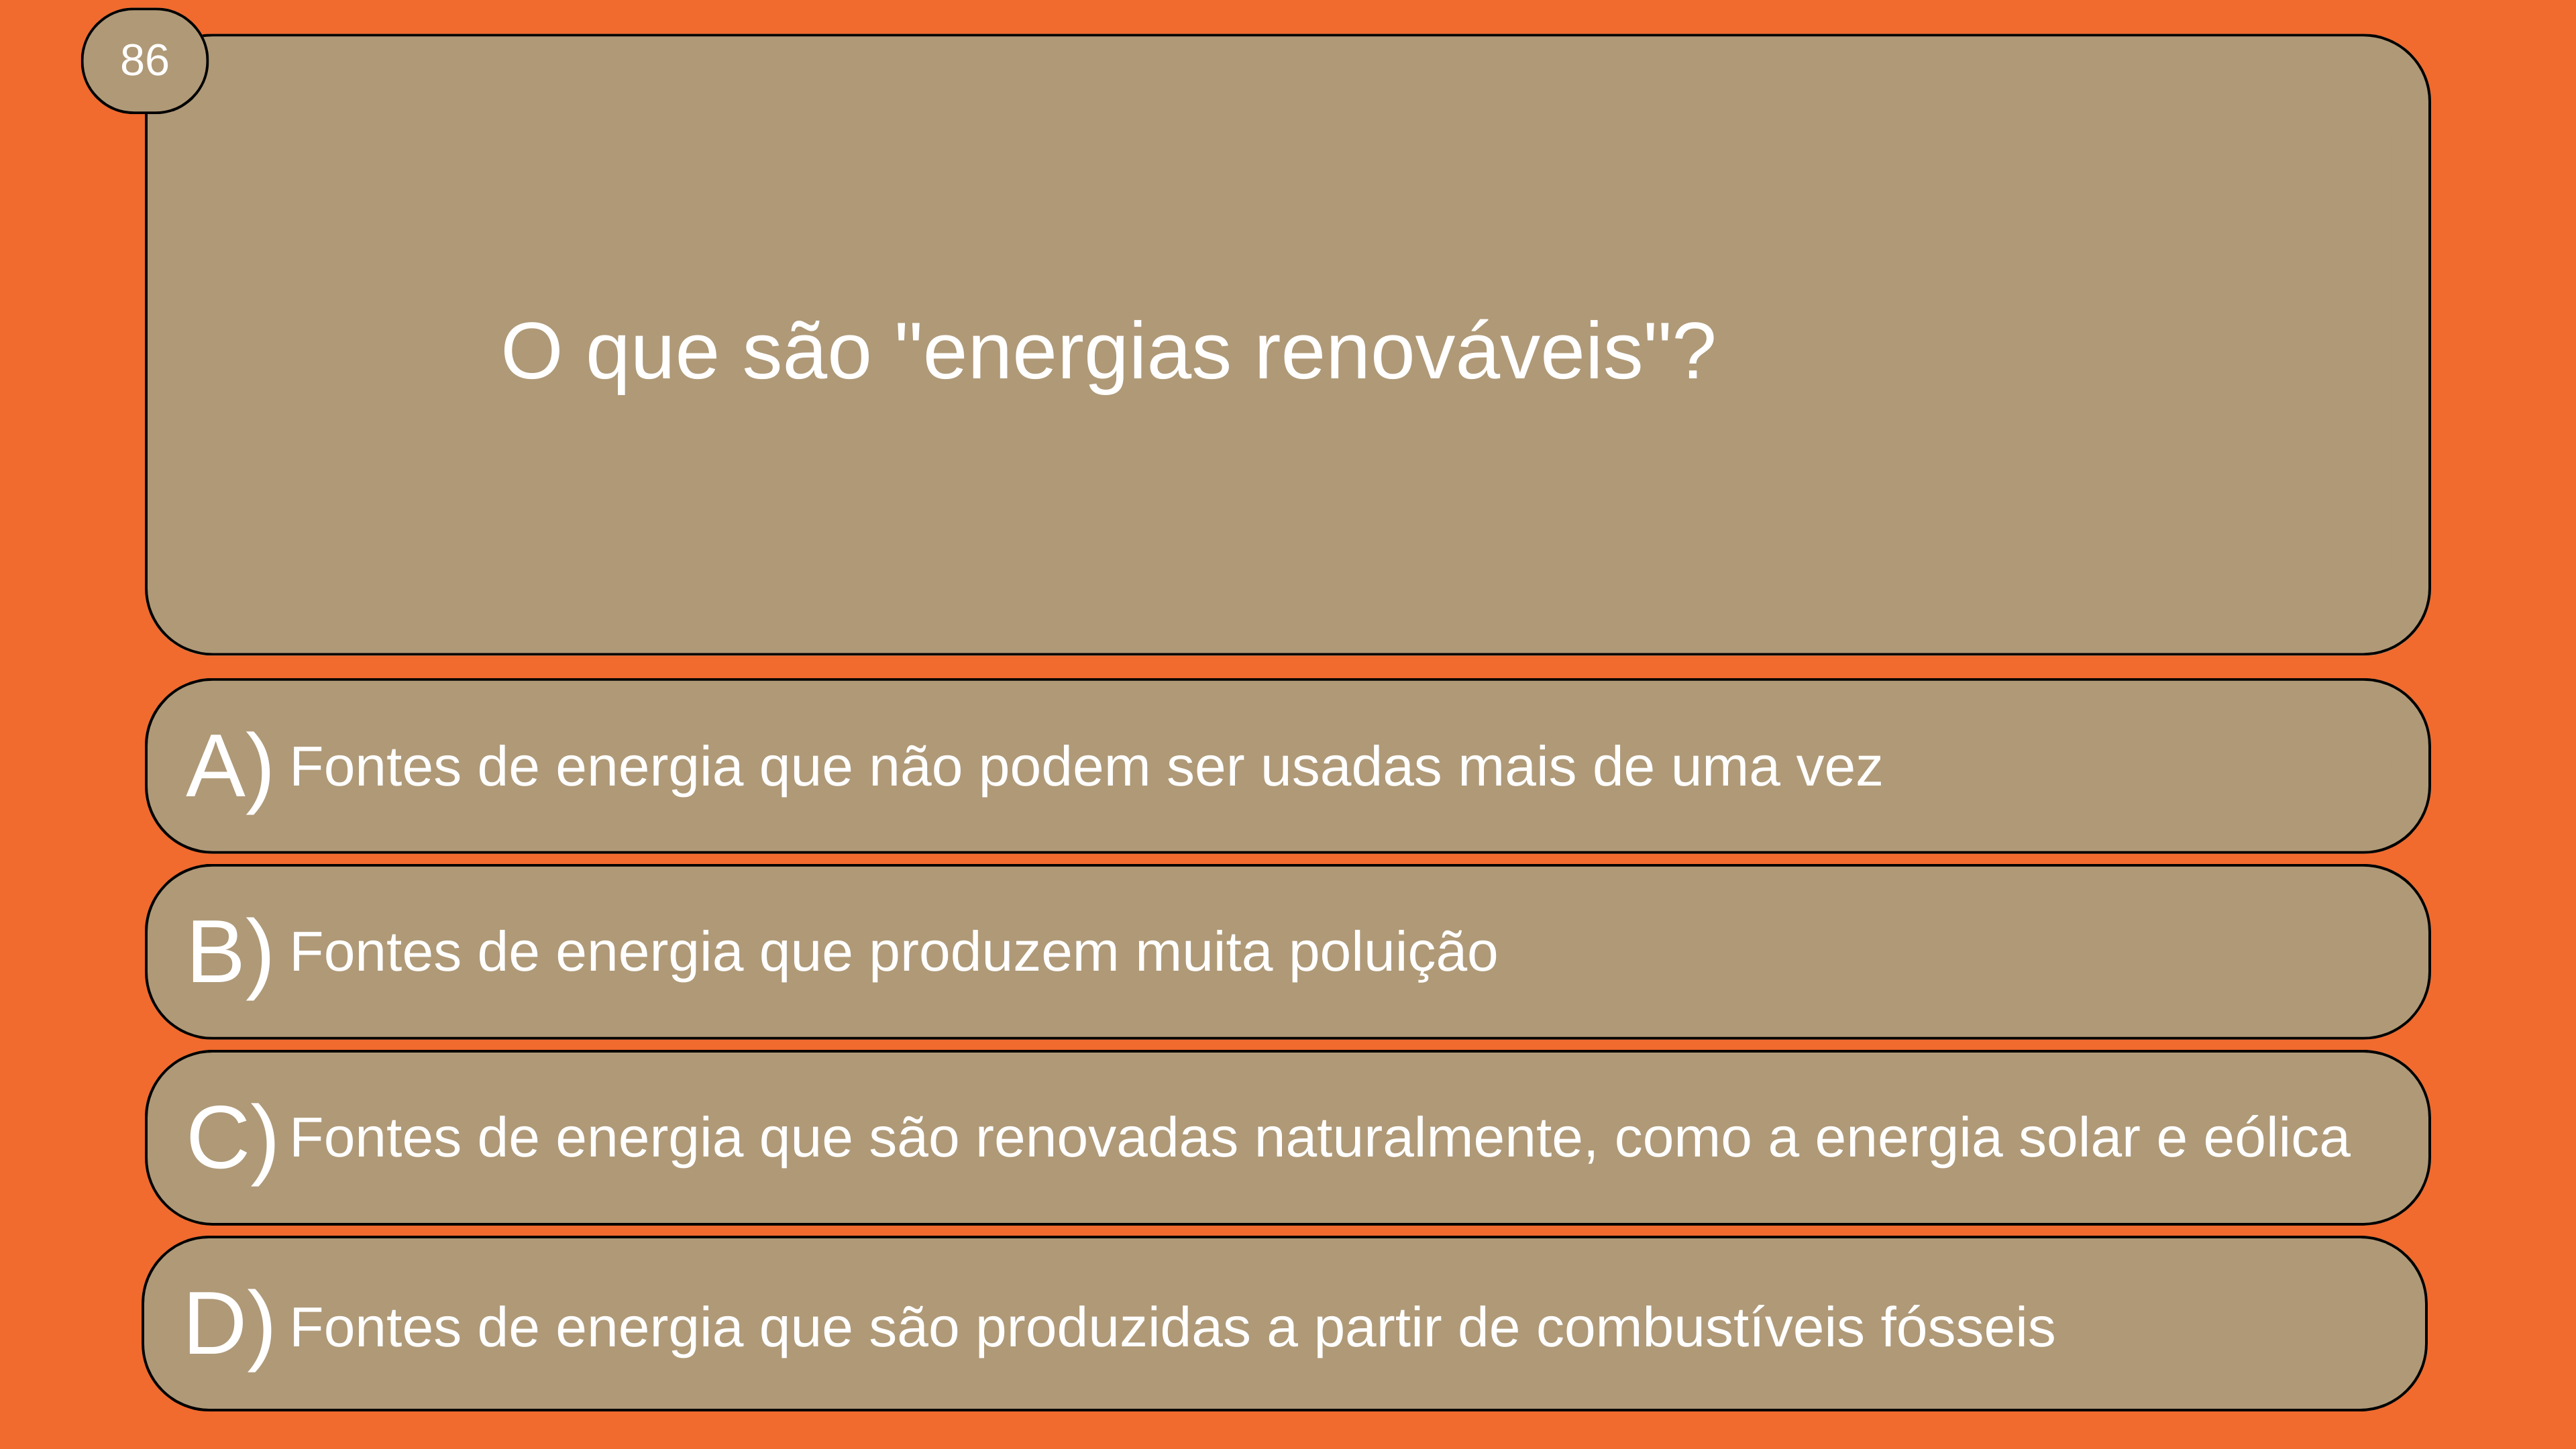 86
O que são "energias renováveis"?
A) Fontes de energia que não podem ser usadas mais de uma vez
B) Fontes de energia que produzem muita poluição
C) Fontes de energia que são renovadas naturalmente, como a energia solar e eólica
D) Fontes de energia que são produzidas a partir de combustíveis fósseis